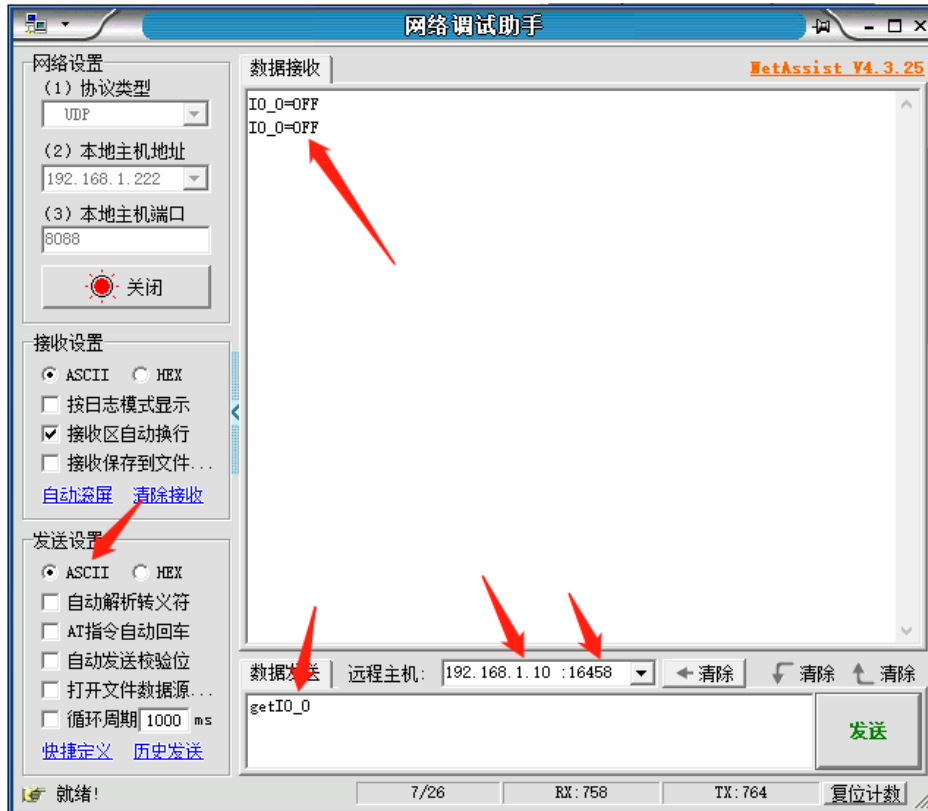 网络调试助手
网络设置
(1) 协议类型
UDP
(2) 本地主机地址
192.168.1.222
(3) 本地主机端口
8088
关闭
接收设置
ASCII HEX
按日志模式显示
接收区自动换行
接收保存到文件...
自动滚屏 清除接收
发送设置
ASCII HEX
自动解析转义符
AT指令自动回车
自动发送校验位
打开文件数据源...
循环周期 1000 ms
快捷定义 历史发送
数据接收
NetAssist V4.3.25
IO_0=OFF
IO_0=OFF
数据发送 远程主机: 192.168.1.10 :16458 清除 清除 清除
getIO_0
发送
就绪! 7/26 RX:758 TX:764 复位计数